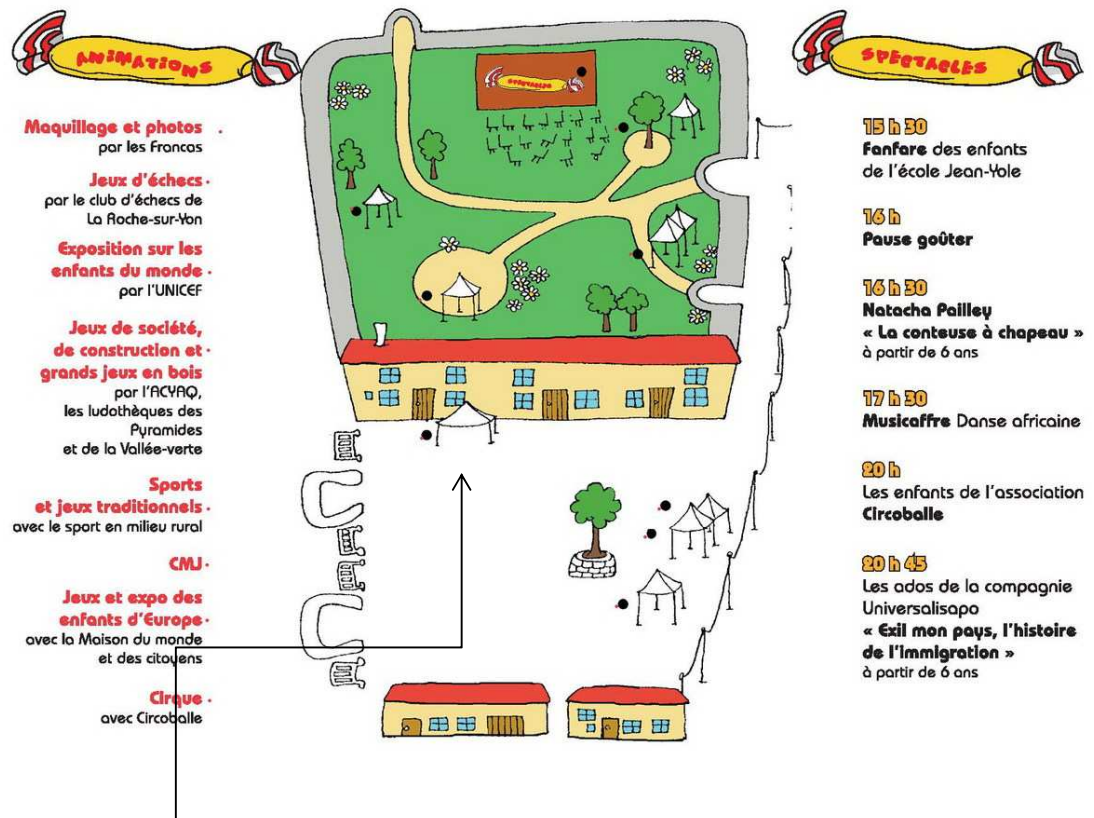 ANIMATIONS
Maquillage et photos
par les Francas
Jeux d'échecs
par le club d'échecs de
La Roche-sur-Yon
Exposition sur les
enfants du monde
par l'UNICEF
Jeux de société,
de construction et
grands jeux en bois
par l'ACYAQ,
les ludothèques des
Pyramides
et de la Vallée-verte
Sports
et jeux traditionnels
avec le sport en milieu rural
CMJ
Jeux et expo des
enfants d'Europe
avec la Maison du monde
et des citoyens
Cirque
avec Circoballe
SPECTACLES
SPECTACLES
15 h 30
Fanfare des enfants
de l'école Jean-Yole
16 h
Pause goûter
16 h 30
Natacha Pailley
« La conteuse à chapeau »
à partir de 6 ans
17 h 30
Musicaffre Danse africaine
20 h
Les enfants de l'association
Circoballe
20 h 45
Les ados de la compagnie
Universalisapo
« Exil mon pays, l'histoire
de l'immigration »
à partir de 6 ans